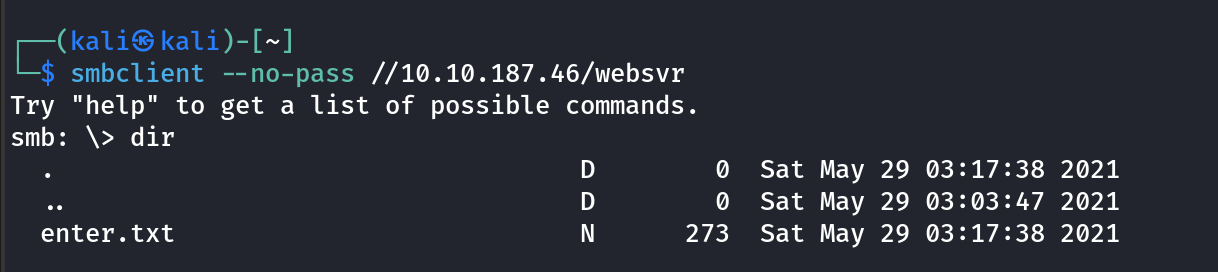 ┌──(kali㉿kali)-[~]
└─$ smbclient --no-pass //10.10.187.46/websvr
Try "help" to get a list of possible commands.
smb: \> dir
  .                                   D        0  Sat May 29 03:17:38 2021
  ..                                  D        0  Sat May 29 03:03:47 2021
  enter.txt                           N      273  Sat May 29 03:17:38 2021